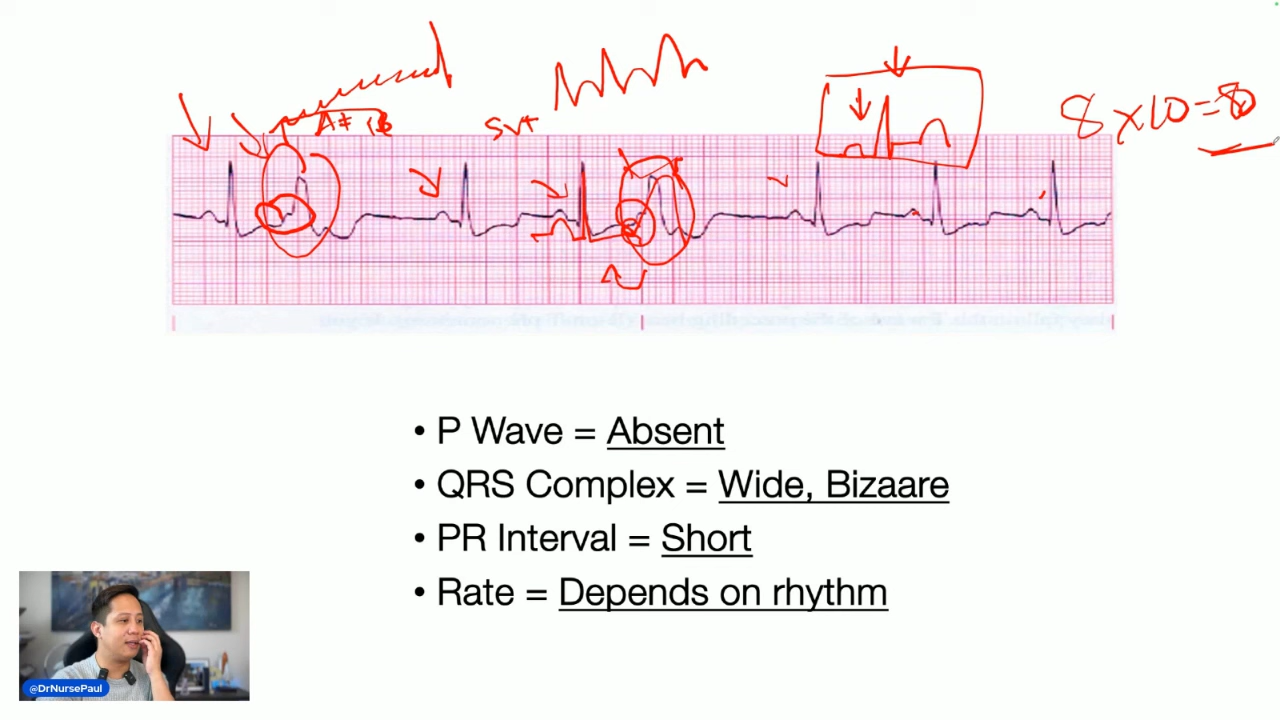 A FIB
SVT
8 x 10 = 80
• P Wave = Absent
• QRS Complex = Wide, Bizaare
• PR Interval = Short
• Rate = Depends on rhythm
@DrNursePaul